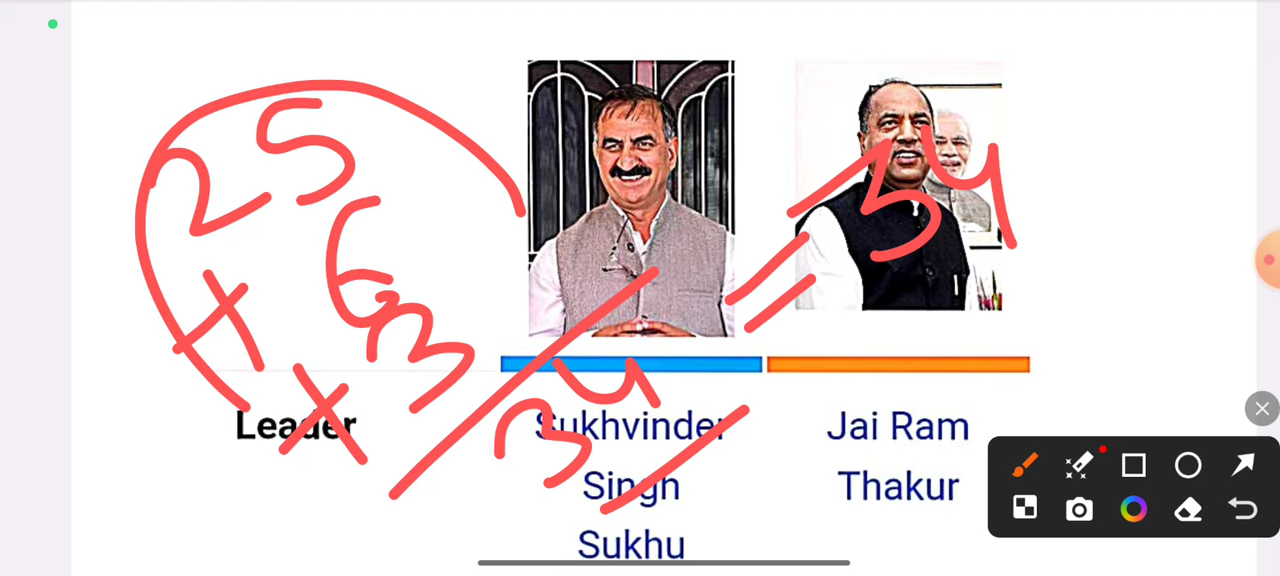 25
+ 6
+ 3
34 = 34
Leader
Sukhvinder
Singh
Sukhu
Jai Ram
Thakur